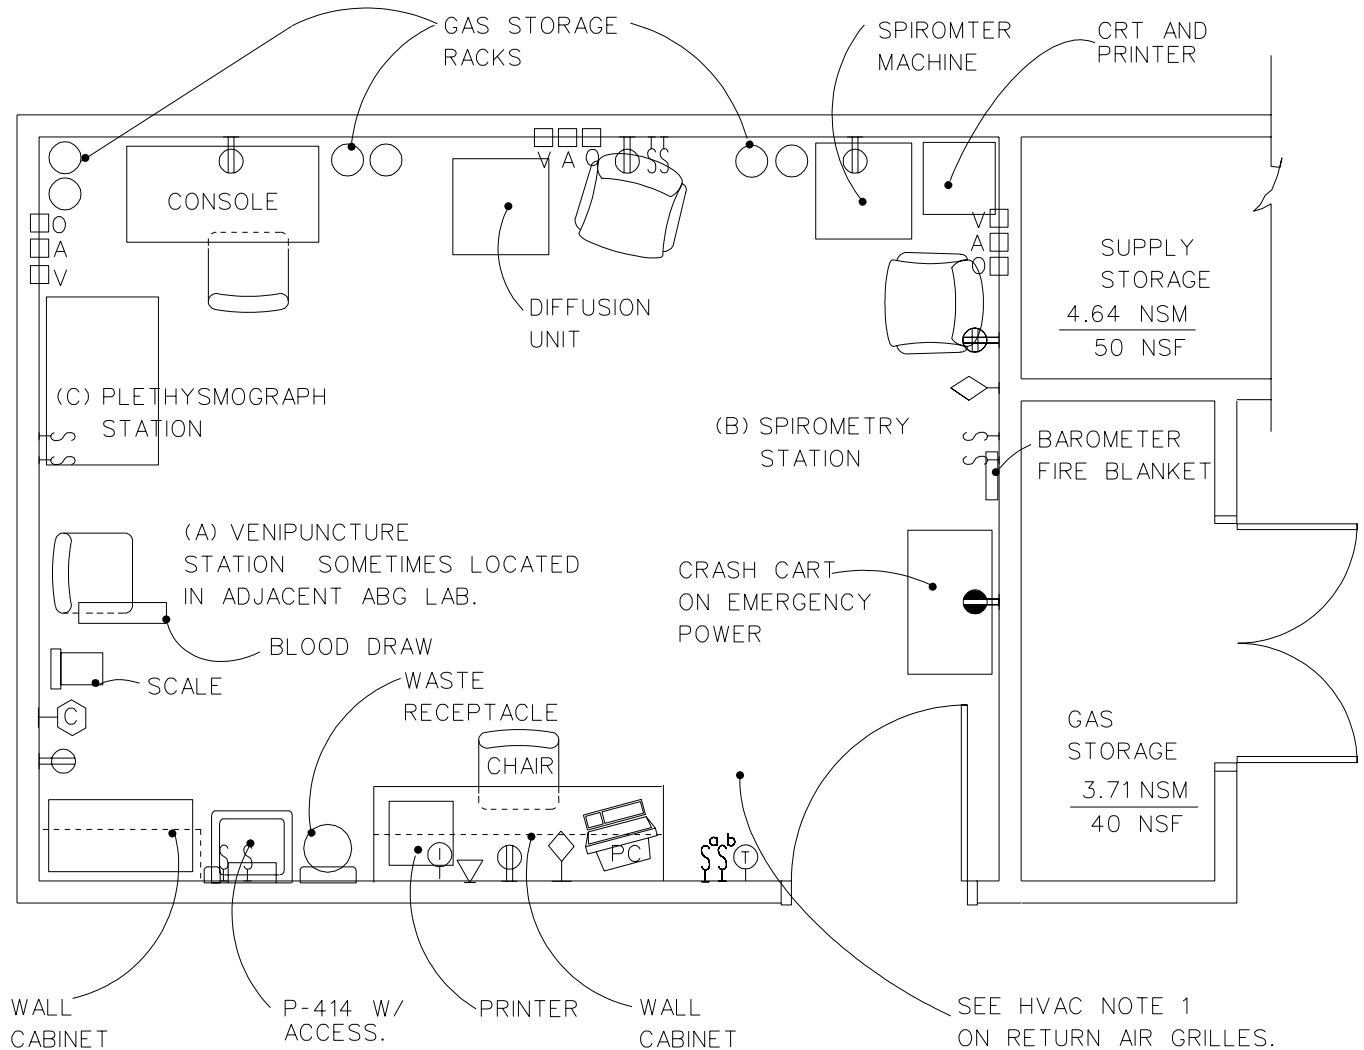 GAS STORAGE
RACKS
SPIROMTER
MACHINE
CRT AND
PRINTER
V A O
S S
CONSOLE
O
A
V
V
A
O
DIFFUSION
UNIT
SUPPLY
STORAGE
4.64 NSM
50 NSF
(C) PLETHYSMOGRAPH
STATION
S
S
(B) SPIROMETRY
STATION
S
S
BAROMETER
FIRE BLANKET
(A) VENIPUNCTURE
STATION SOMETIMES LOCATED
IN ADJACENT ABG LAB.
CRASH CART
ON EMERGENCY
POWER
BLOOD DRAW
SCALE
WASTE
RECEPTACLE
C
CHAIR
GAS
STORAGE
3.71 NSM
40 NSF
S S
I
PC
S a S b
T
WALL
CABINET
P-414 W/
ACCESS.
PRINTER
WALL
CABINET
SEE HVAC NOTE 1
ON RETURN AIR GRILLES.